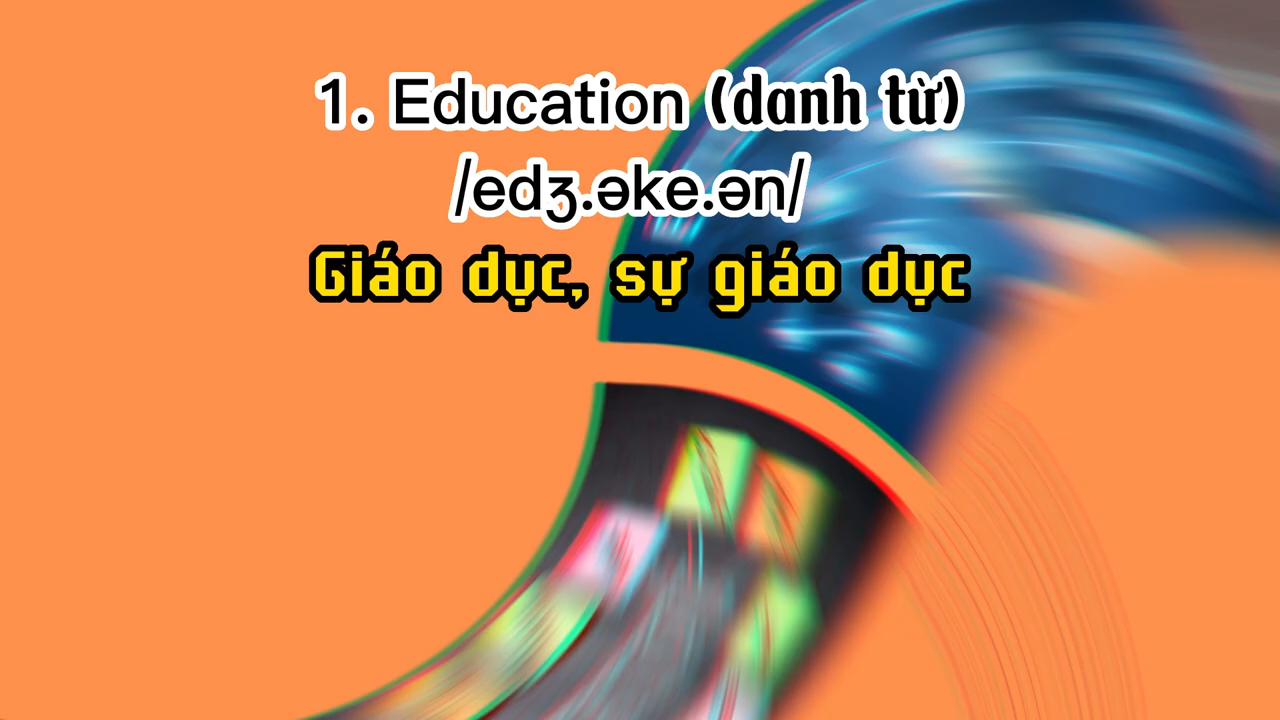 1. Education (danh từ)
/edʒ.əke.ən/
Giáo dục, sự giáo dục